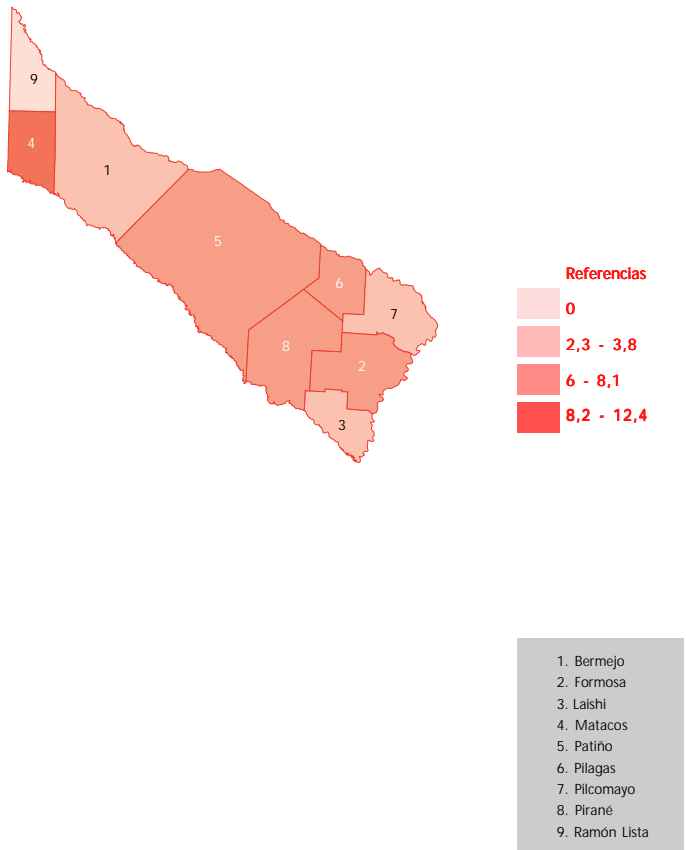 9
4
1
5
6
7
8
2
3
Referencias
0
2,3 - 3,8
6 - 8,1
8,2 - 12,4
1. Bermejo
2. Formosa
3. Laishi
4. Matacos
5. Patiño
6. Pilagas
7. Pilcomayo
8. Pirané
9. Ramón Lista